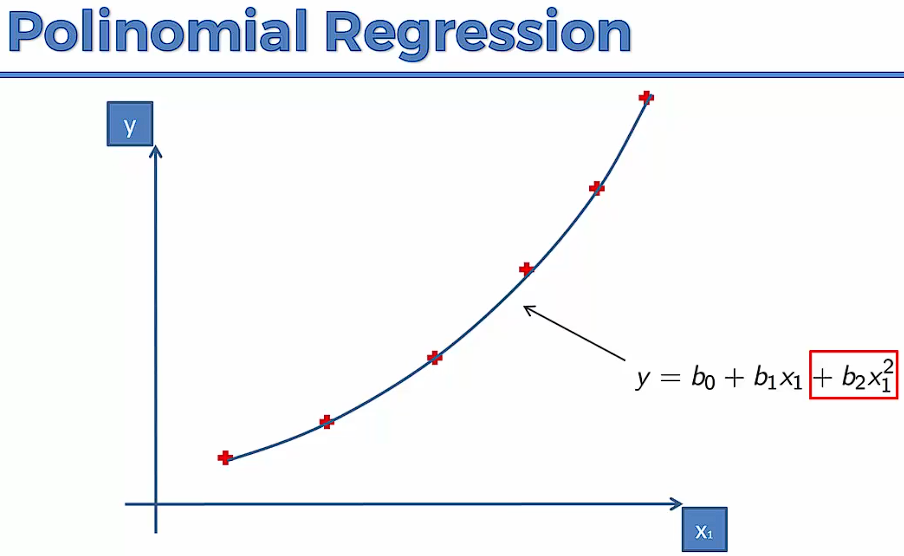 Polinomial Regression
y
y = b₀ + b₁x₁ + b₂x₁²
x₁